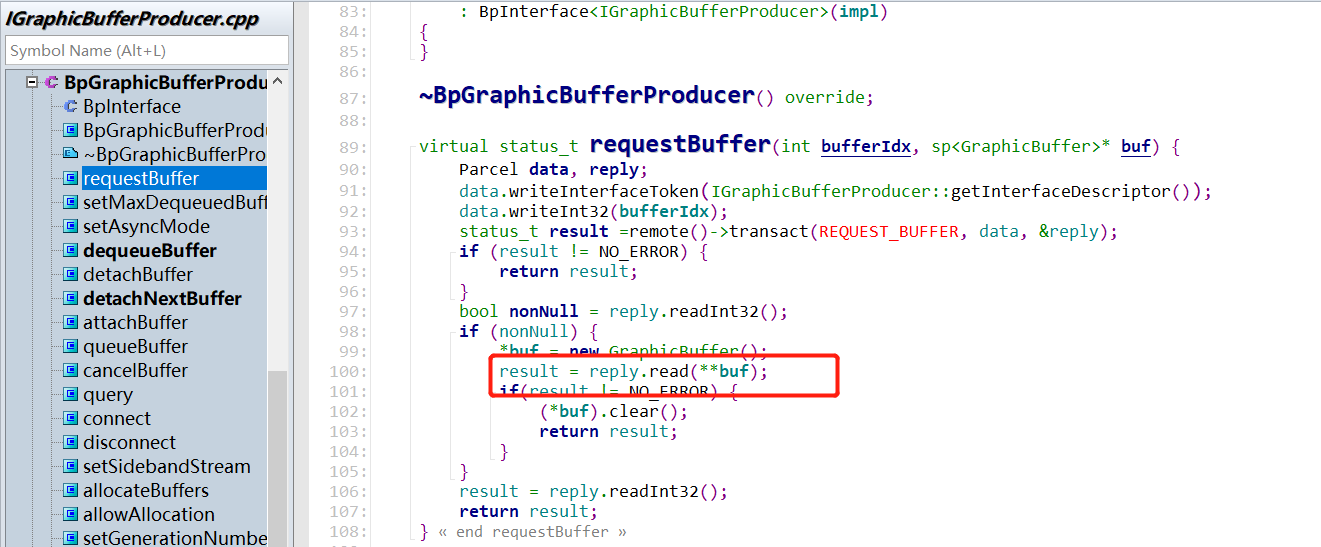 IGraphicBufferProducer.cpp
Symbol Name (Alt+L)
BpGraphicBufferProdu
BpInterface
BpGraphicBufferProdu
~BpGraphicBufferPro
requestBuffer
setMaxDequeuedBuff
setAsyncMode
dequeueBuffer
detachBuffer
detachNextBuffer
attachBuffer
queueBuffer
cancelBuffer
query
connect
disconnect
setSidebandStream
allocateBuffers
allowAllocation
setGenerationNumbe
83: : BpInterface<IGraphicBufferProducer>(impl)
84: {
85: }
86:
87: ~BpGraphicBufferProducer() override;
88:
89: virtual status_t requestBuffer(int bufferIdx, sp<GraphicBuffer>* buf) {
90: Parcel data, reply;
91: data.writeInterfaceToken(IGraphicBufferProducer::getInterfaceDescriptor());
92: data.writeInt32(bufferIdx);
93: status_t result =remote()->transact(REQUEST_BUFFER, data, &reply);
94: if (result != NO_ERROR) {
95: return result;
96: }
97: bool nonNull = reply.readInt32();
98: if (nonNull) {
99: *buf = new GraphicBuffer();
100: result = reply.read(**buf);
101: if(result != NO_ERROR) {
102: (*buf).clear();
103: return result;
104: }
105: }
106: result = reply.readInt32();
107: return result;
108: } « end requestBuffer »